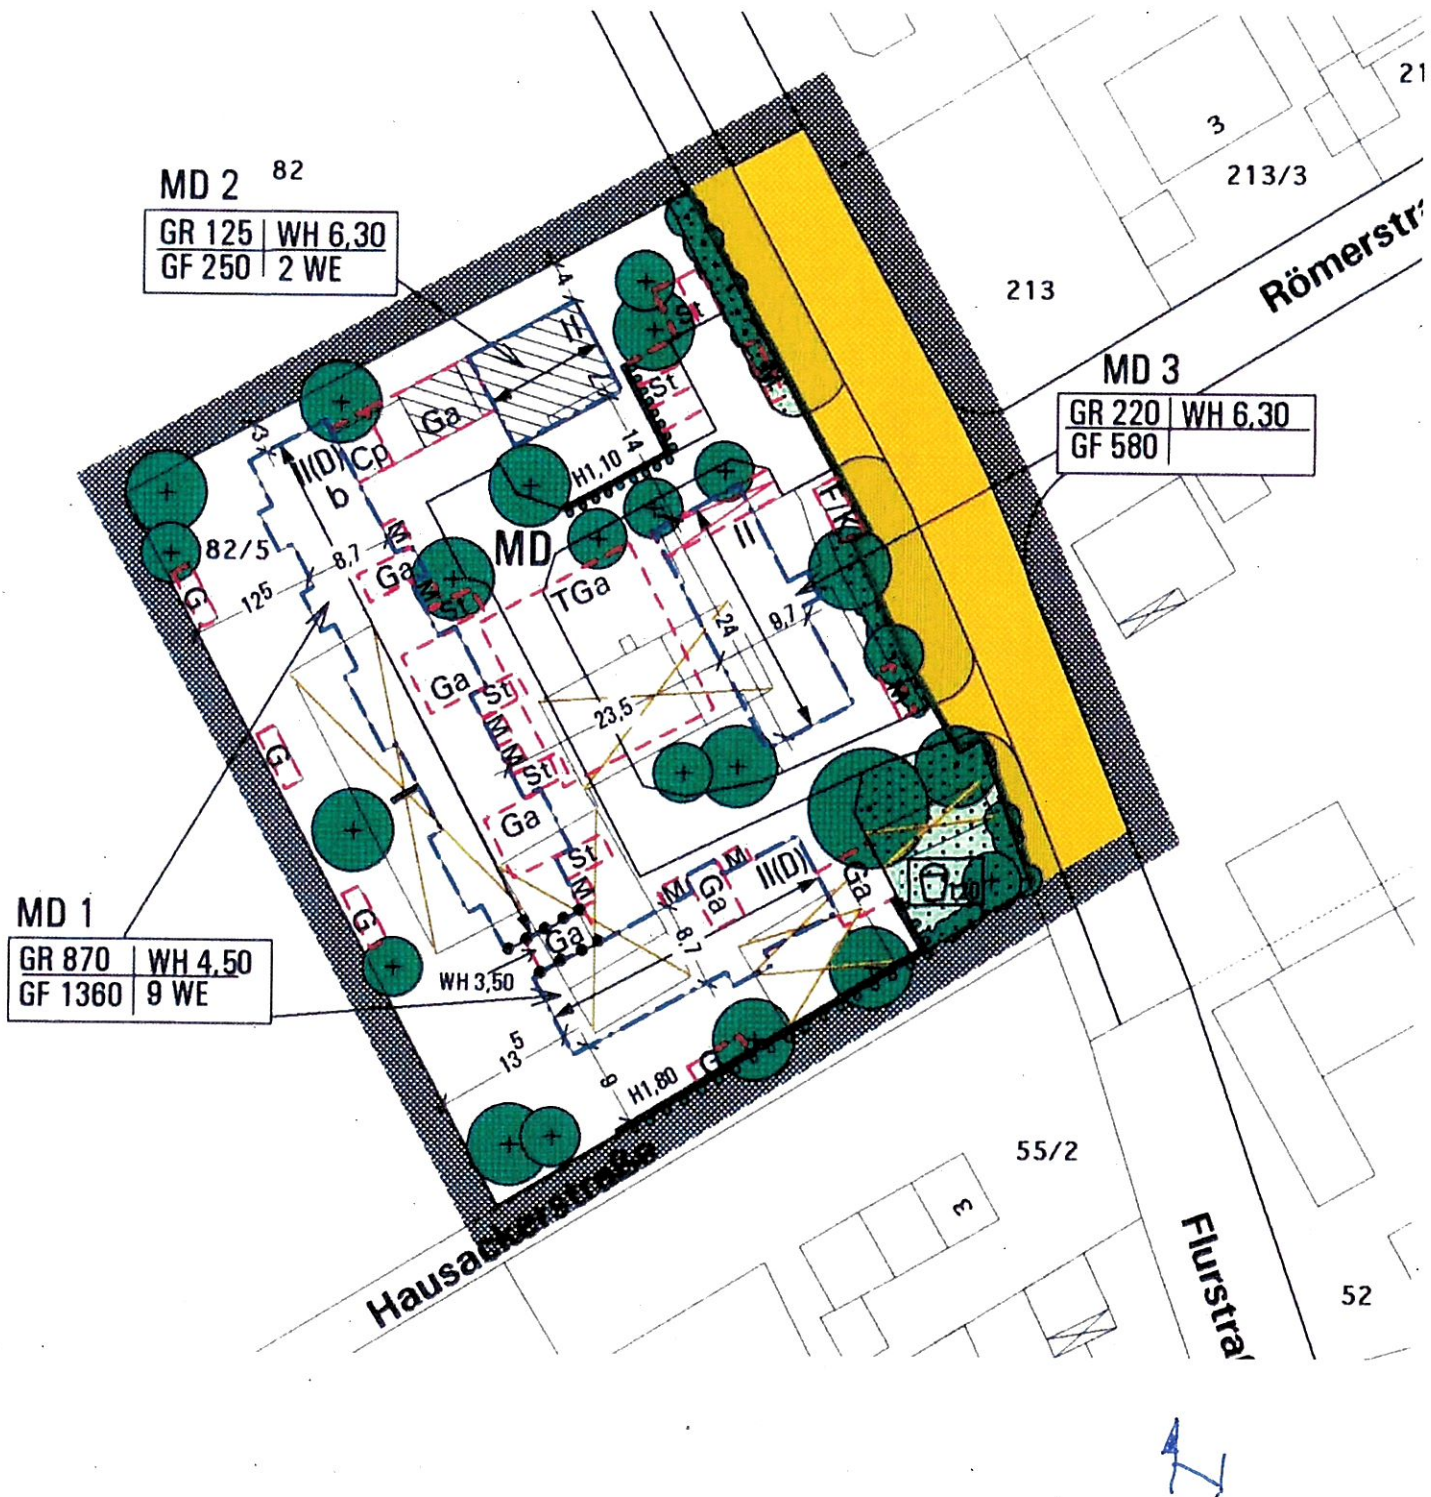 21
3
213/3
82
MD 2
GR 125 | WH 6,30
GF 250 | 2 WE
Römerstr
213
4
II
St
MD 3
GR 220 | WH 6,30
GF 580
St
Ga
14
3
II(D)
b
Cp
H1,10
M
MD
II
82/5
8,7
Ga
M
St
TGa
12⁵
G
24
9,7
Ga
St
M
23,5
M
M
St
G
Ga
St
M
M
II(D)
Ga
M
Ga
120
G
MD 1
GR 870 | WH 4,50
GF 1360 | 9 WE
Ga
8,7
WH 3,50
13⁵
9
H1,80
G
Hausackerstraße
55/2
3
Flurstra
52